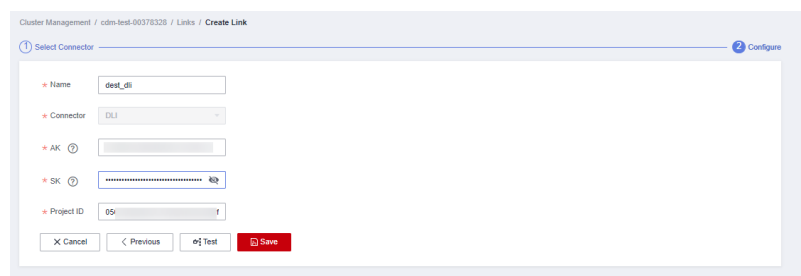 Cluster Management / cdm-test-00378328 / Links / Create Link
1 Select Connector
2 Configure
* Name dest_dli
* Connector DLI
* AK ?
* SK ? ••••••••••••••••••••••••••••••••••
* Project ID 05 f
Cancel Previous Test Save